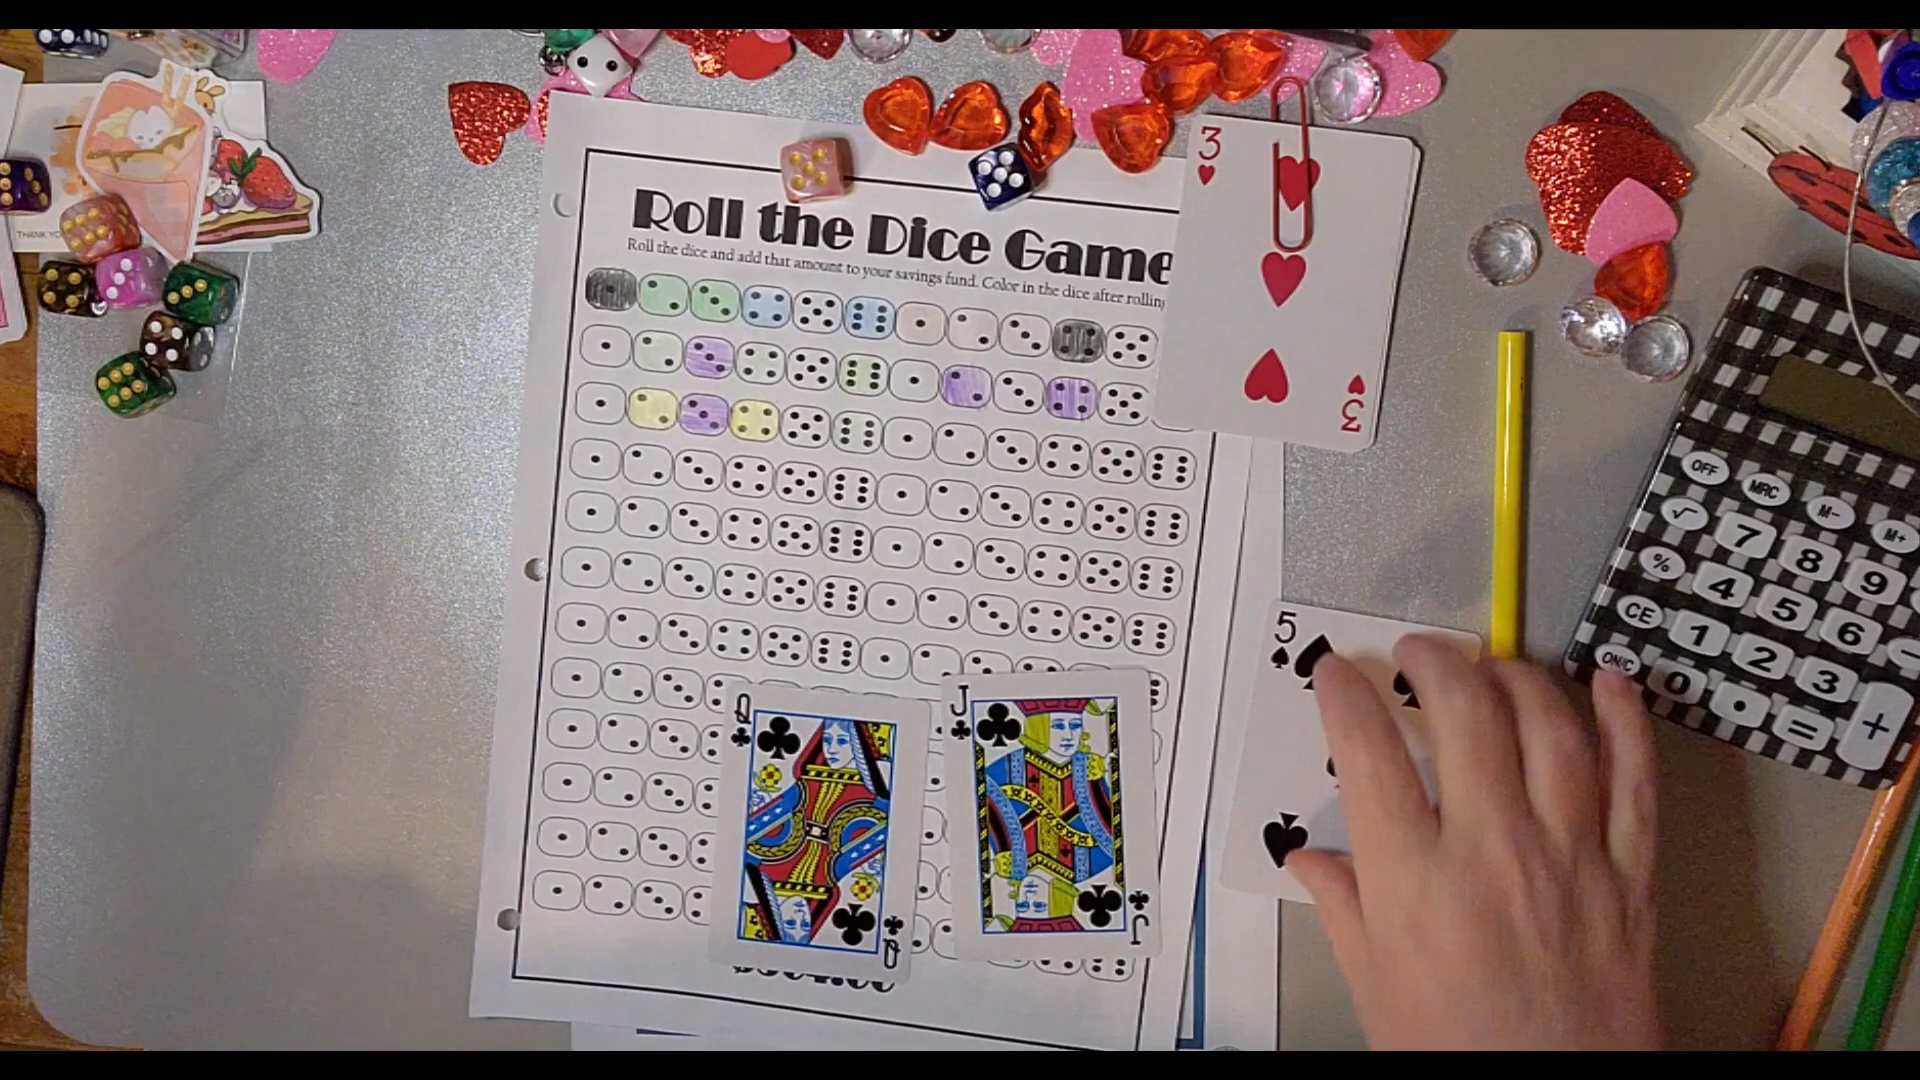 THANK YO
Roll the Dice Game
Roll the dice and add that amount to your savings fund. Color in the dice after rolling
3
3
5
Q
Q
J
J
OFF
MRC
M-
M+
√
7
8
9
%
4
5
6
CE
1
2
3
ON/C
0
.
=
+